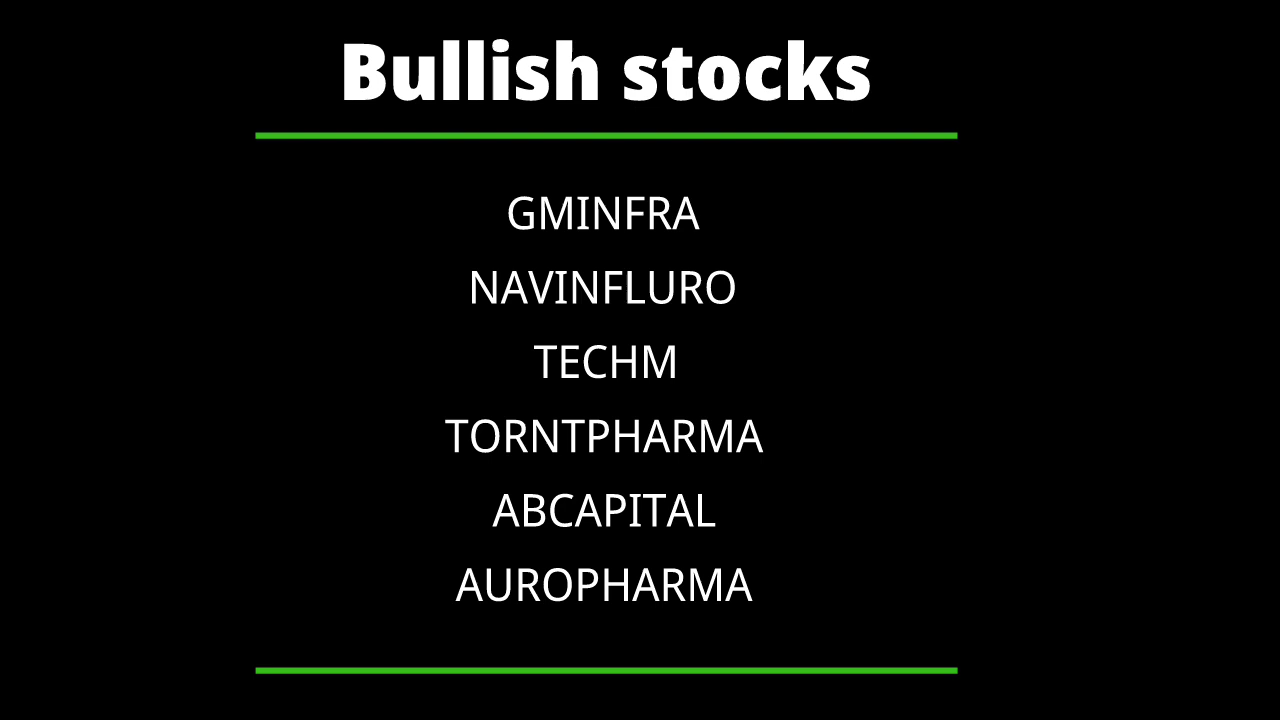 Bullish stocks
GMINFRA
NAVINFLURO
TECHM
TORNTPHARMA
ABCAPITAL
AUROPHARMA